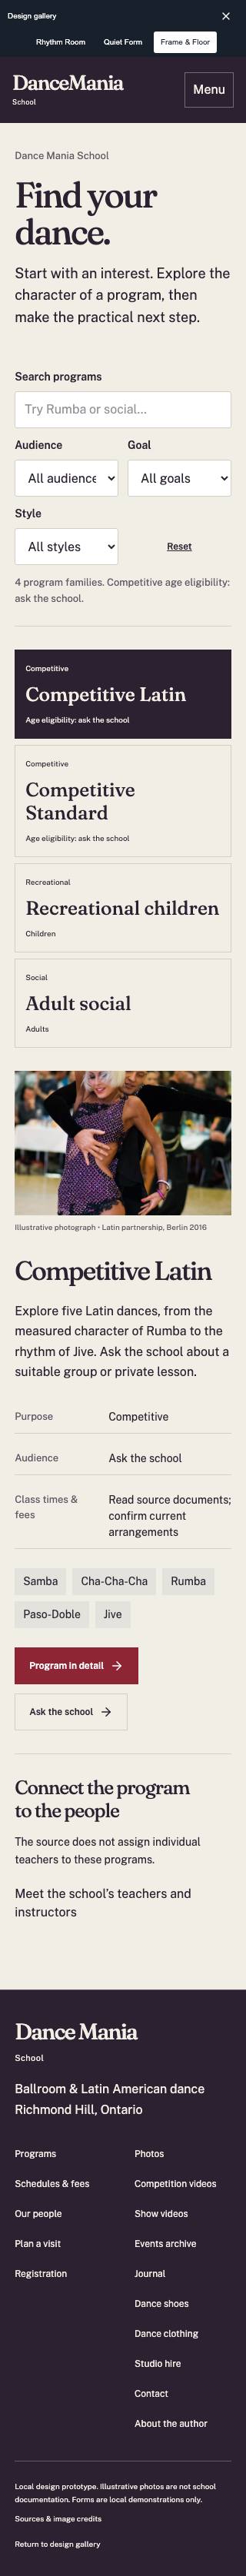 Design gallery
×
Rhythm Room
Quiet Form
Frame & Floor
DanceMania
School
Menu
Dance Mania School
Find your
dance.
Start with an interest. Explore the
character of a program, then
make the practical next step.
Search programs
Try Rumba or social...
Audience
Goal
All audience
All goals
Style
All styles
Reset
4 program families. Competitive age eligibility:
ask the school.
Competitive
Competitive Latin
Age eligibility: ask the school
Competitive
Competitive
Standard
Age eligibility: ask the school
Recreational
Recreational children
Children
Social
Adult social
Adults
Illustrative photograph • Latin partnership, Berlin 2016
Competitive Latin
Explore five Latin dances, from the
measured character of Rumba to the
rhythm of Jive. Ask the school about a
suitable group or private lesson.
Purpose
Competitive
Audience
Ask the school
Class times &
fees
Read source documents;
confirm current
arrangements
Samba
Cha-Cha-Cha
Rumba
Paso-Doble
Jive
Program in detail →
Ask the school →
Connect the program
to the people
The source does not assign individual
teachers to these programs.
Meet the school's teachers and
instructors
Dance Mania
School
Ballroom & Latin American dance
Richmond Hill, Ontario
Programs
Schedules & fees
Our people
Plan a visit
Registration
Photos
Competition videos
Show videos
Events archive
Journal
Dance shoes
Dance clothing
Studio hire
Contact
About the author
Local design prototype. Illustrative photos are not school
documentation. Forms are local demonstrations only.
Sources & image credits
Return to design gallery